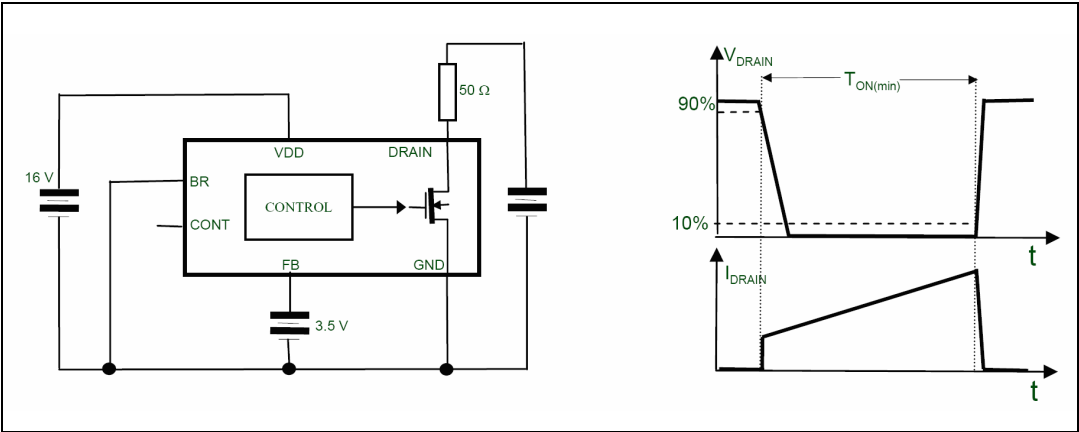 50 Ω
VDD
DRAIN
16 V
BR
CONTROL
CONT
FB
GND
3.5 V
VDRAIN
TON(min)
90%
10%
t
IDRAIN
t